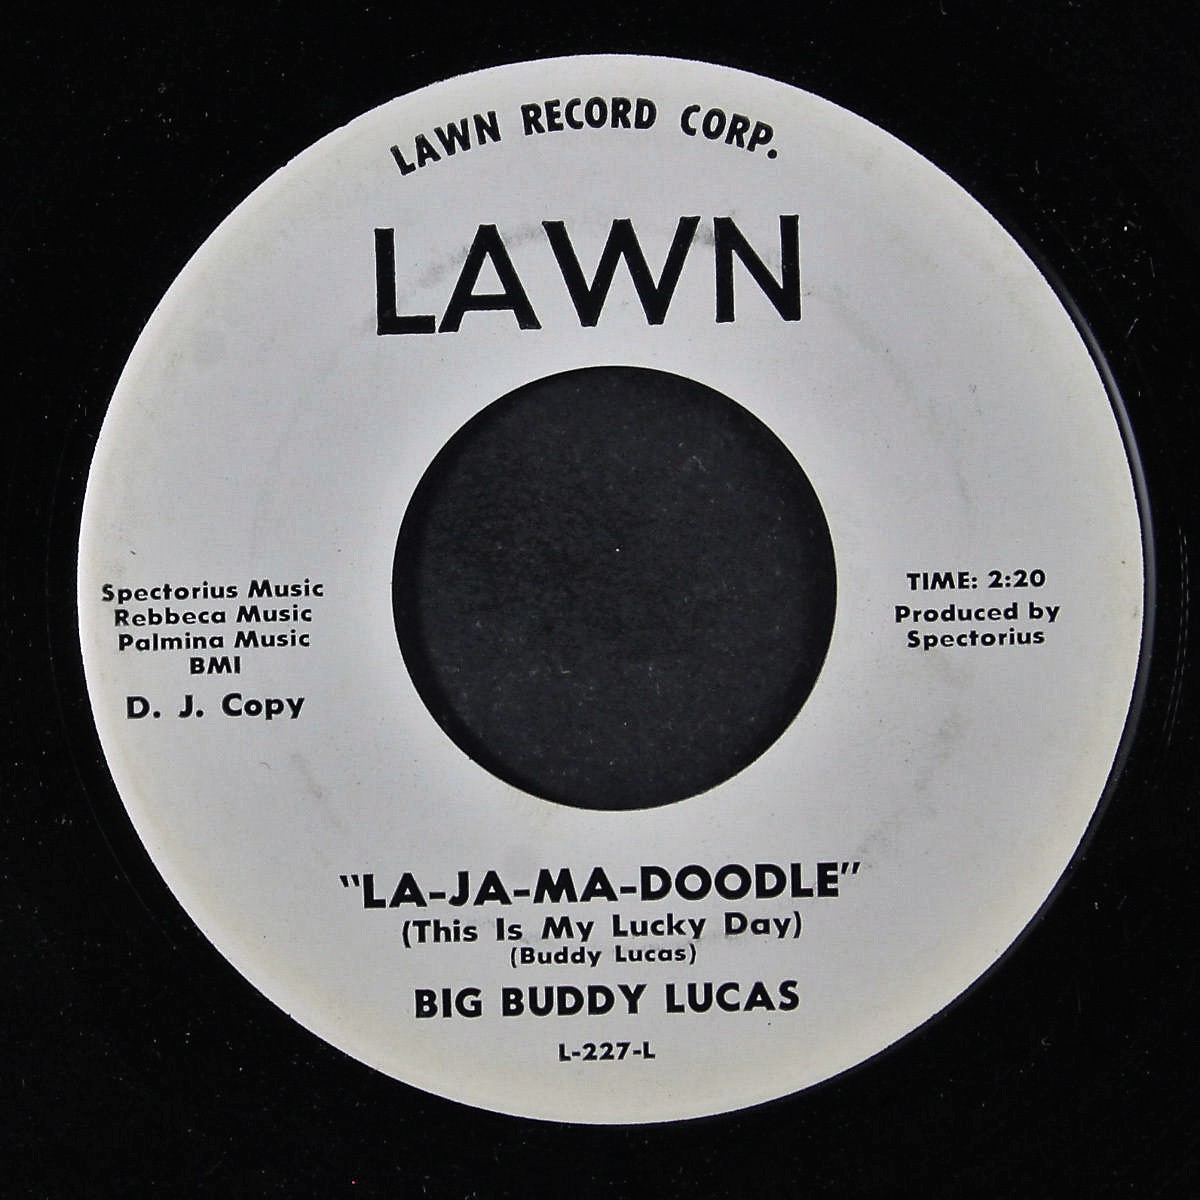 LAWN RECORD CORP.
LAWN
Spectorius Music
Rebbeca Music
Palmina Music
BMI
D. J. Copy
TIME: 2:20
Produced by
Spectorius
"LA-JA-MA-DOODLE"
(This Is My Lucky Day)
(Buddy Lucas)
BIG BUDDY LUCAS
L-227-L